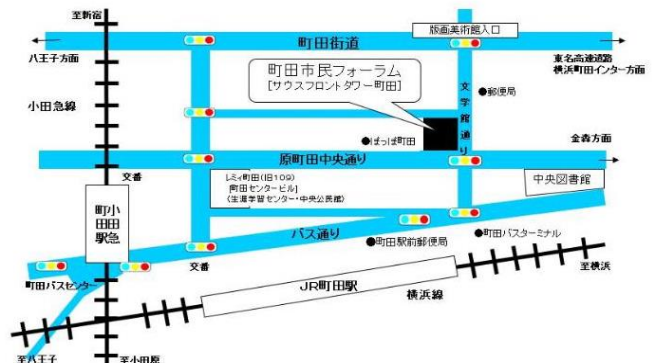 至新宿
版画美術館入口
町田街道
八王子方面
東名高速道路
横浜町田インター方面
町田市民フォーラム
[サウスフロントタワー町田]
文学館通り
●郵便局
小田急線
●ぽっぽ町田
金森方面
原町田中央通り
交番
レミィ町田(旧109)
[町田センタービル]
(生涯学習センター・中央公民館)
中央図書館
小田急
町田駅
バス通り
●町田バスターミナル
●町田駅前郵便局
交番
町田バスセンター
至横浜
JR町田駅
横浜線
至八王子
至小田原